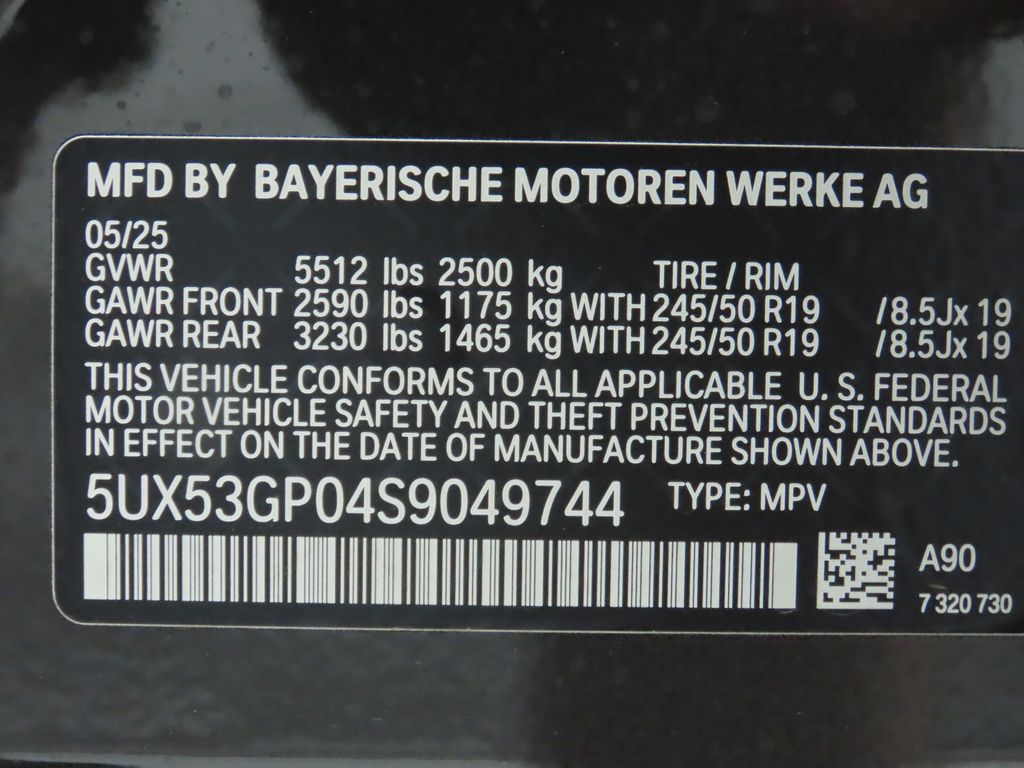 MFD BY BAYERISCHE MOTOREN WERKE AG
05/25
GVWR 5512 lbs 2500 kg TIRE / RIM
GAWR FRONT 2590 lbs 1175 kg WITH 245/50 R19 /8.5Jx 19
GAWR REAR 3230 lbs 1465 kg WITH 245/50 R19 /8.5Jx 19
THIS VEHICLE CONFORMS TO ALL APPLICABLE U. S. FEDERAL
MOTOR VEHICLE SAFETY AND THEFT PREVENTION STANDARDS
IN EFFECT ON THE DATE OF MANUFACTURE SHOWN ABOVE.
5UX53GP04S9049744 TYPE: MPV
A90
7 320 730